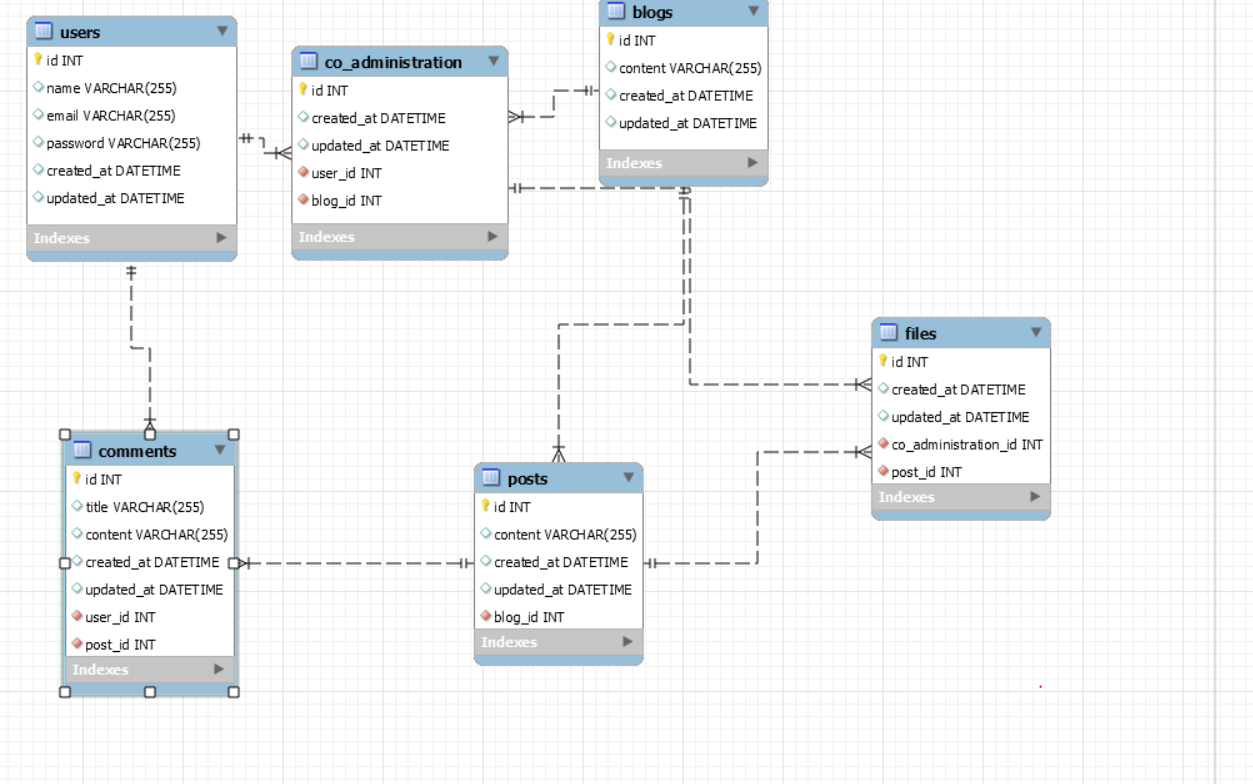 users
id INT
name VARCHAR(255)
email VARCHAR(255)
password VARCHAR(255)
created_at DATETIME
updated_at DATETIME
Indexes
co_administration
id INT
created_at DATETIME
updated_at DATETIME
user_id INT
blog_id INT
Indexes
blogs
id INT
content VARCHAR(255)
created_at DATETIME
updated_at DATETIME
Indexes
files
id INT
created_at DATETIME
updated_at DATETIME
co_administration_id INT
post_id INT
Indexes
comments
id INT
title VARCHAR(255)
content VARCHAR(255)
created_at DATETIME
updated_at DATETIME
user_id INT
post_id INT
Indexes
posts
id INT
content VARCHAR(255)
created_at DATETIME
updated_at DATETIME
blog_id INT
Indexes